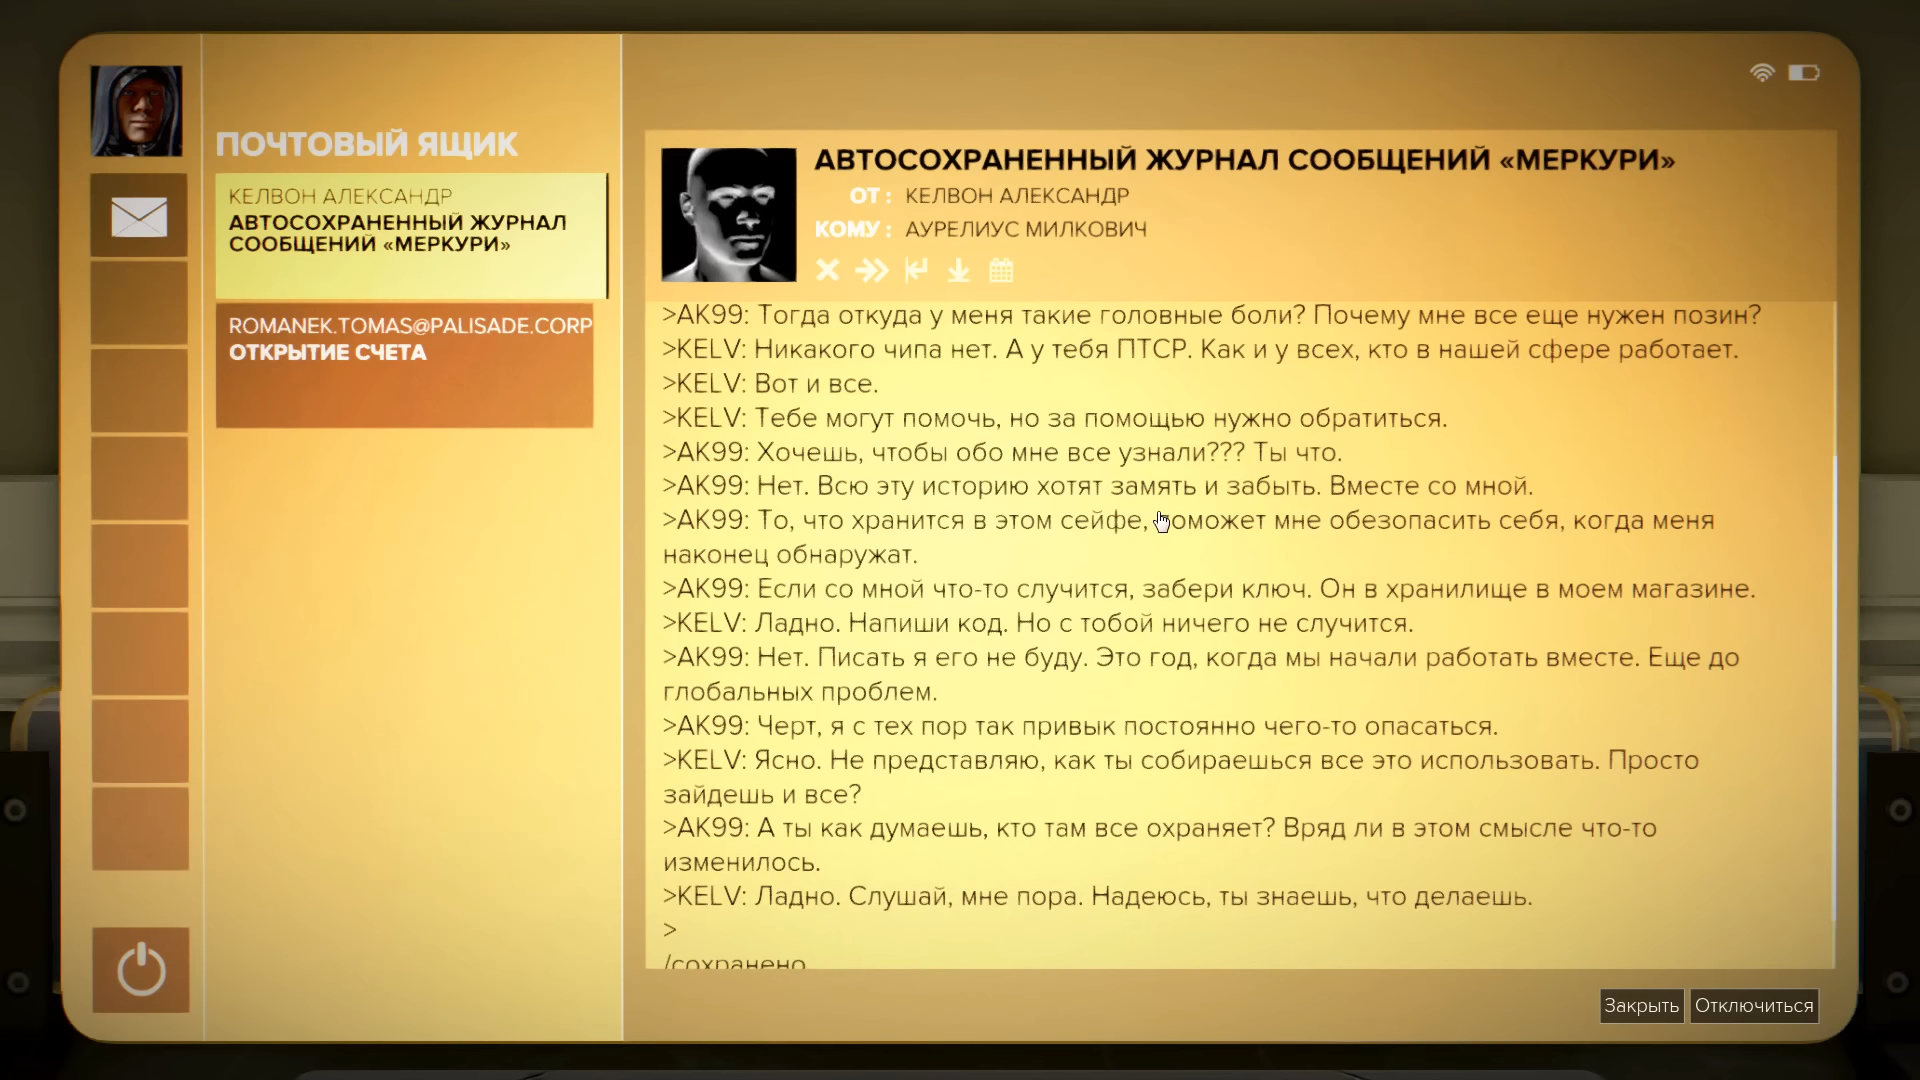 ПОЧТОВЫЙ ЯЩИК
КЕЛВОН АЛЕКСАНДР
АВТОСОХРАНЕННЫЙ ЖУРНАЛ
СООБЩЕНИЙ «МЕРКУРИ»
ROMANEK.TOMAS@PALISADE.CORP
ОТКРЫТИЕ СЧЕТА
АВТОСОХРАНЕННЫЙ ЖУРНАЛ СООБЩЕНИЙ «МЕРКУРИ»
ОТ : КЕЛВОН АЛЕКСАНДР
КОМУ : АУРЕЛИУС МИЛКОВИЧ
>AK99: Тогда откуда у меня такие головные боли? Почему мне все еще нужен позин?
>KELV: Никакого чипа нет. А у тебя ПТСР. Как и у всех, кто в нашей сфере работает.
>KELV: Вот и все.
>KELV: Тебе могут помочь, но за помощью нужно обратиться.
>AK99: Хочешь, чтобы обо мне все узнали??? Ты что.
>AK99: Нет. Всю эту историю хотят замять и забыть. Вместе со мной.
>AK99: То, что хранится в этом сейфе, поможет мне обезопасить себя, когда меня
наконец обнаружат.
>AK99: Если со мной что-то случится, забери ключ. Он в хранилище в моем магазине.
>KELV: Ладно. Напиши код. Но с тобой ничего не случится.
>AK99: Нет. Писать я его не буду. Это год, когда мы начали работать вместе. Еще до
глобальных проблем.
>AK99: Черт, я с тех пор так привык постоянно чего-то опасаться.
>KELV: Ясно. Не представляю, как ты собираешься все это использовать. Просто
зайдешь и все?
>AK99: А ты как думаешь, кто там все охраняет? Вряд ли в этом смысле что-то
изменилось.
>KELV: Ладно. Слушай, мне пора. Надеюсь, ты знаешь, что делаешь.
>
/сохранено
Закрыть Отключиться